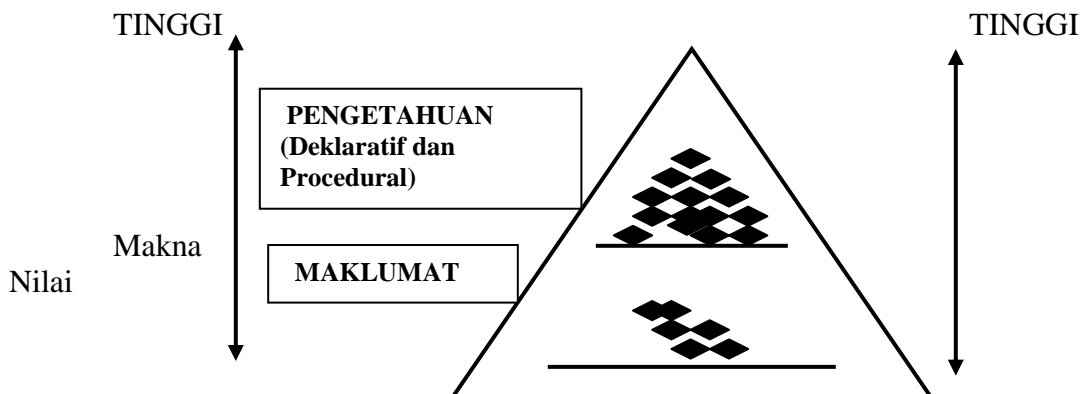 TINGGI
TINGGI
PENGETAHUAN
(Deklaratif dan
Procedural)
Makna
MAKLUMAT
Nilai